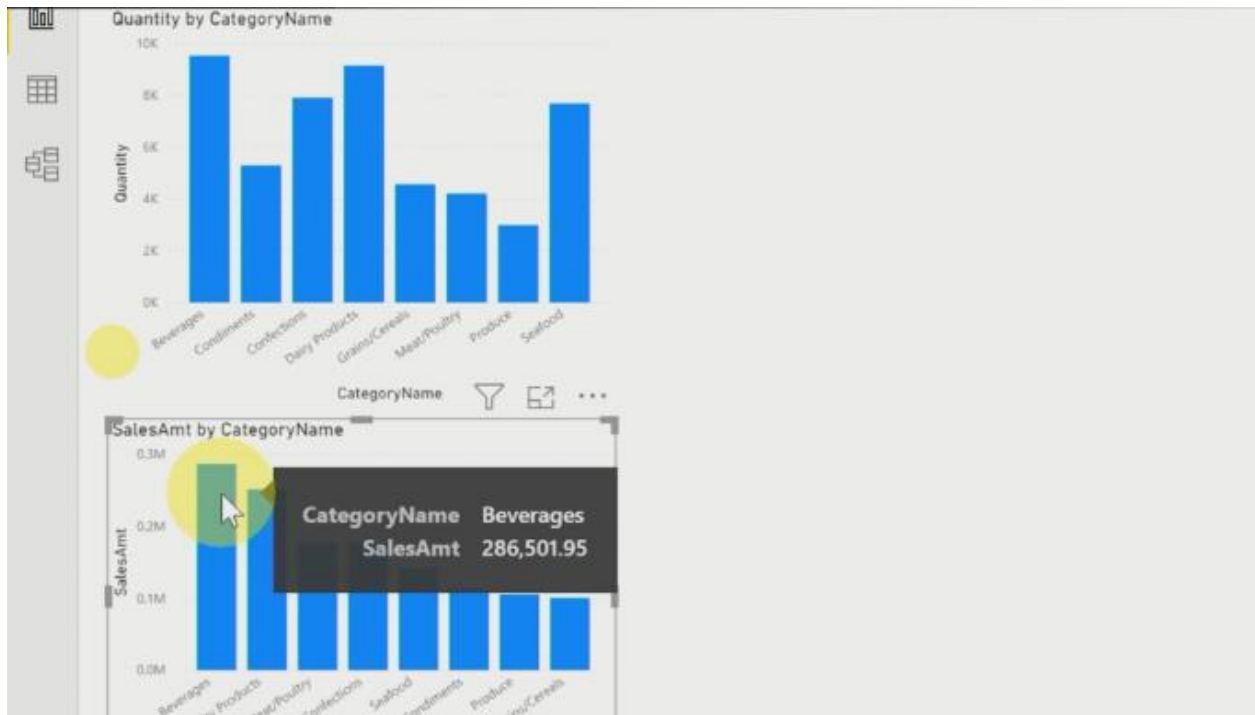 Quantity by CategoryName
10K
8K
6K
4K
2K
0K
Quantity
Beverages
Condiments
Confections
Dairy Products
Grains/Cereals
Meat/Poultry
Produce
Seafood
CategoryName
SalesAmt by CategoryName
0.3M
0.2M
0.1M
0.0M
SalesAmt
CategoryName Beverages
SalesAmt 286,501.95
Beverages
Products
Confections
Seafood
Condiments
Produce